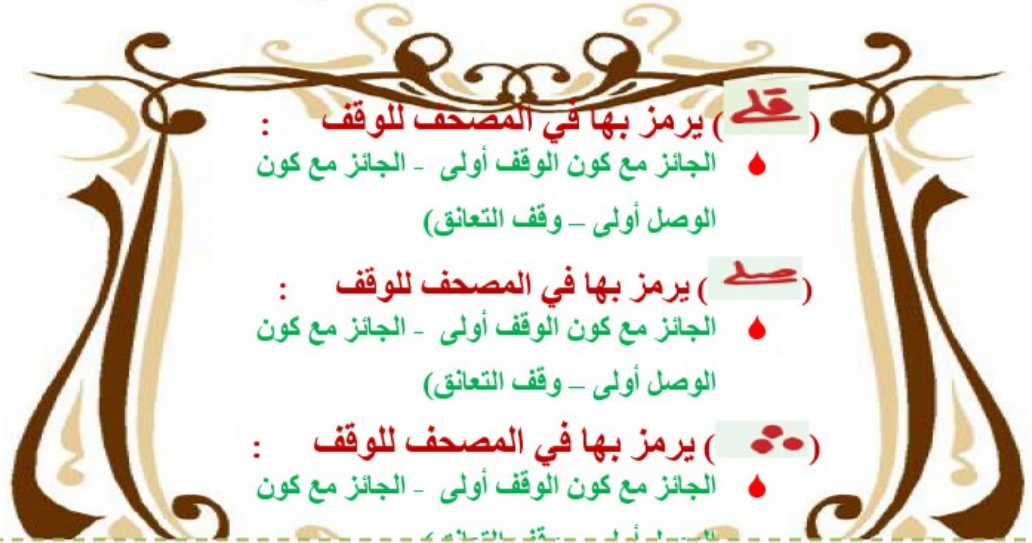 ( قلى ) يرمز بها في المصحف للوقف :
الجائز مع كون الوقف أولى - الجائز مع كون
الوصل أولى – وقف التعانق)
( صلى ) يرمز بها في المصحف للوقف :
الجائز مع كون الوقف أولى - الجائز مع كون
الوصل أولى – وقف التعانق)
( ) يرمز بها في المصحف للوقف :
الجائز مع كون الوقف أولى - الجائز مع كون